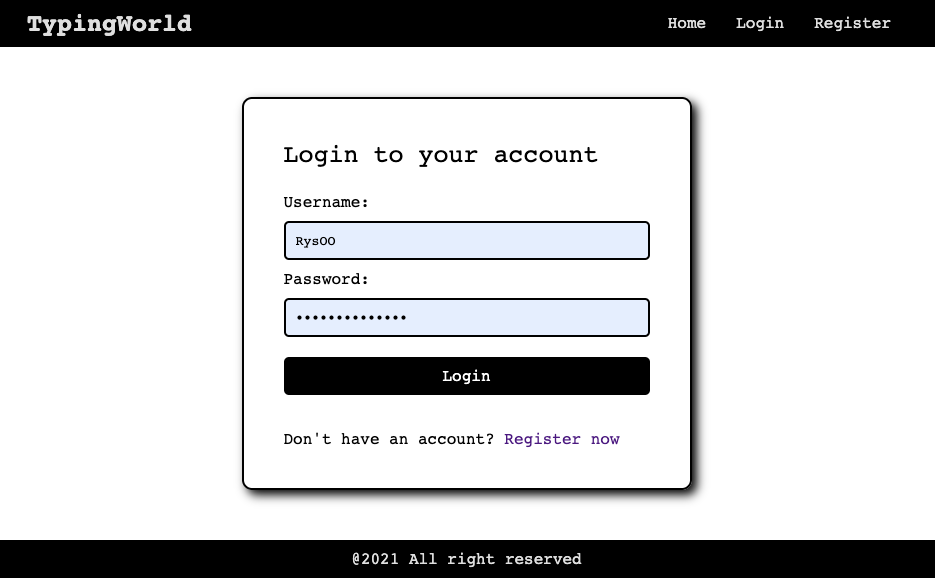 TypingWorld
Home Login Register
Login to your account
Username:
RysOO
Password:
••••••••••••••
Login
Don't have an account? Register now
@2021 All right reserved